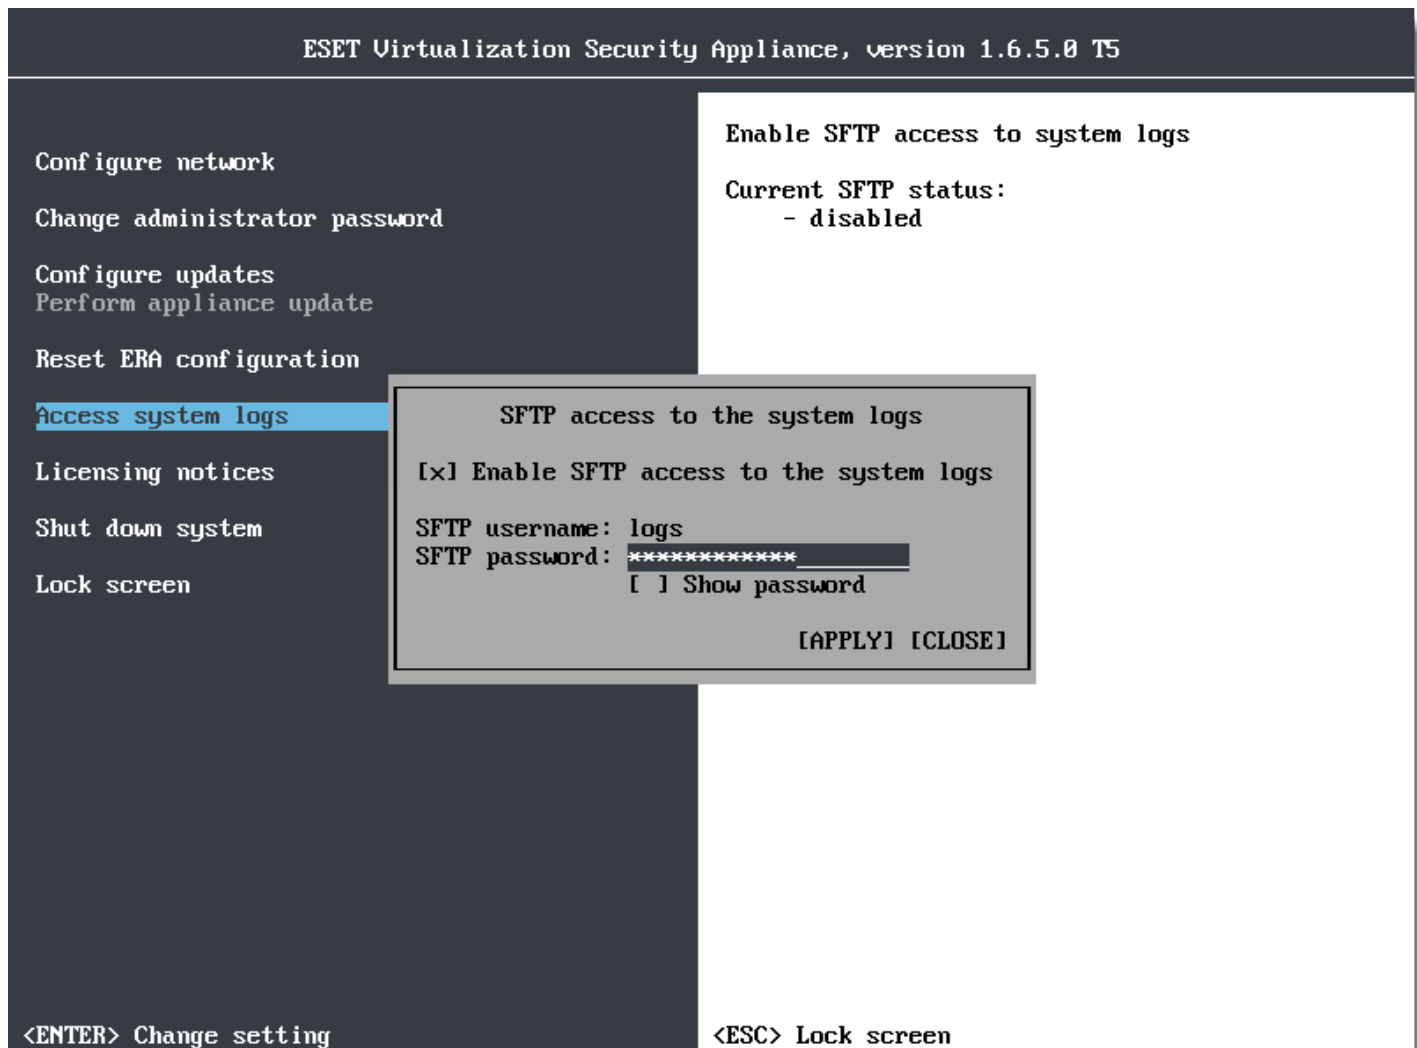 ESET Virtualization Security Appliance, version 1.6.5.0 T5
Configure network
Change administrator password
Configure updates
Perform appliance update
Reset ERA configuration
Access system logs
Licensing notices
Shut down system
Lock screen
Enable SFTP access to system logs
Current SFTP status:
- disabled
SFTP access to the system logs
[x] Enable SFTP access to the system logs
SFTP username: logs
SFTP password: ************
[ ] Show password
[APPLY] [CLOSE]
<ENTER> Change setting
<ESC> Lock screen